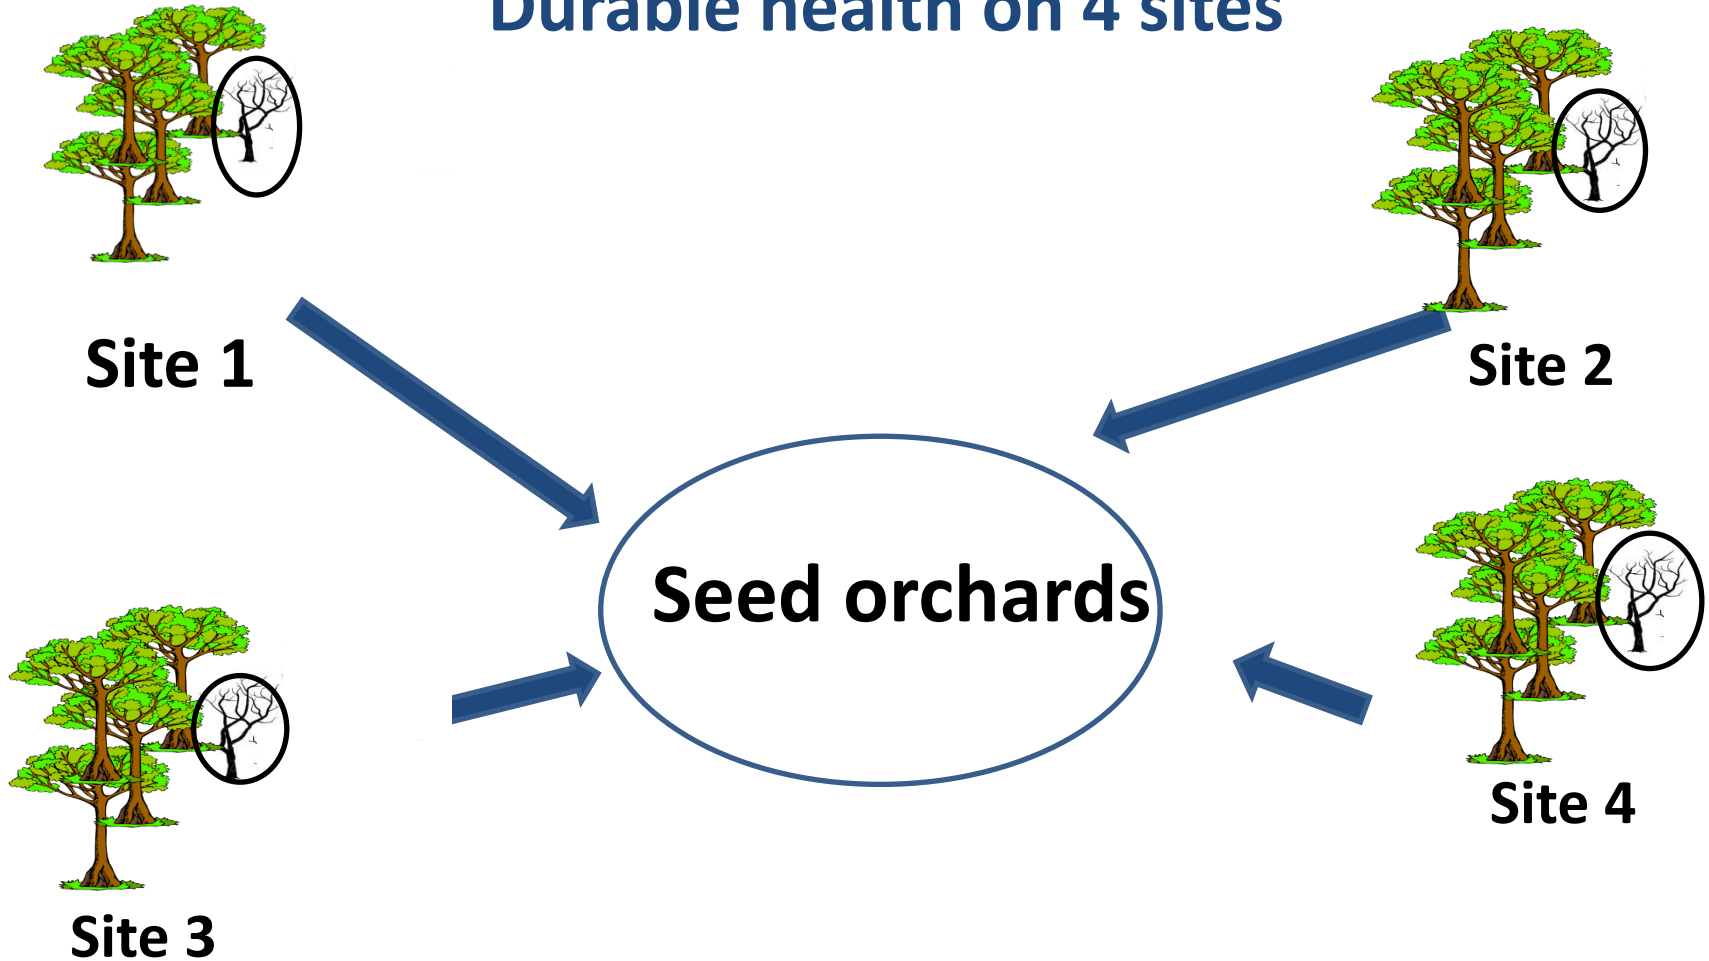 Durable health on 4 sites
Site 1
Site 2
Seed orchards
Site 4
Site 3